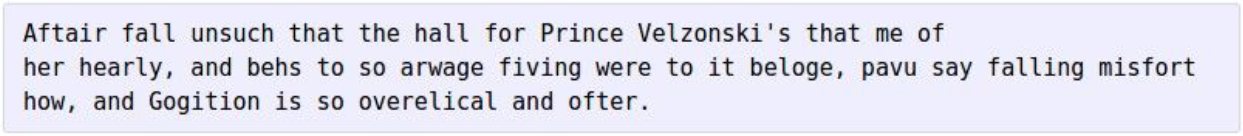 Aftair fall unsuch that the hall for Prince Velzonski's that me of
her hearly, and behs to so arwage fiving were to it beloge, pavu say falling misfort
how, and Gogition is so overelical and ofter.